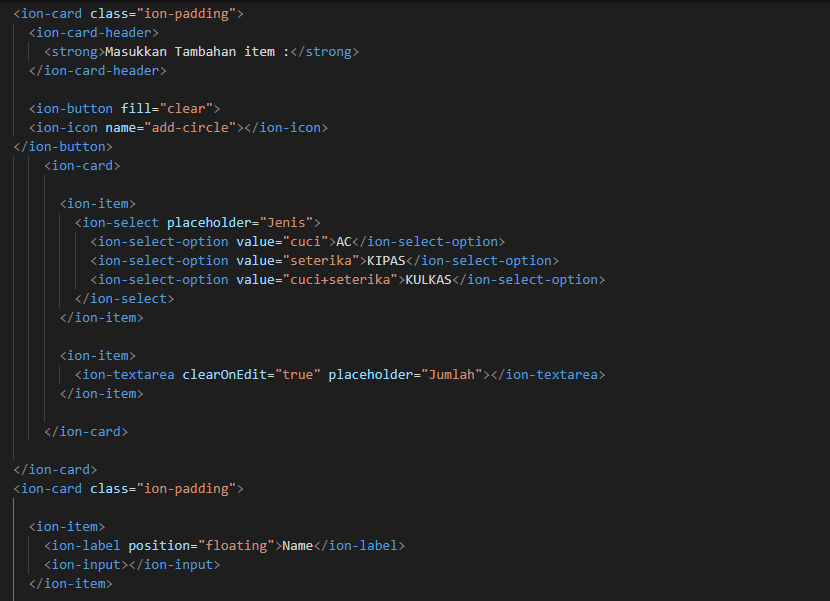 <ion-card class="ion-padding">
<ion-card-header>
<strong>Masukkan Tambahan item :</strong>
</ion-card-header>
<ion-button fill="clear">
<ion-icon name="add-circle"></ion-icon>
</ion-button>
<ion-card>
<ion-item>
<ion-select placeholder="Jenis">
<ion-select-option value="cuci">AC</ion-select-option>
<ion-select-option value="seterika">KIPAS</ion-select-option>
<ion-select-option value="cuci+seterika">KULKAS</ion-select-option>
</ion-select>
</ion-item>
<ion-item>
<ion-textarea clearOnEdit="true" placeholder="Jumlah"></ion-textarea>
</ion-item>
</ion-card>
</ion-card>
<ion-card class="ion-padding">
<ion-item>
<ion-label position="floating">Name</ion-label>
<ion-input></ion-input>
</ion-item>